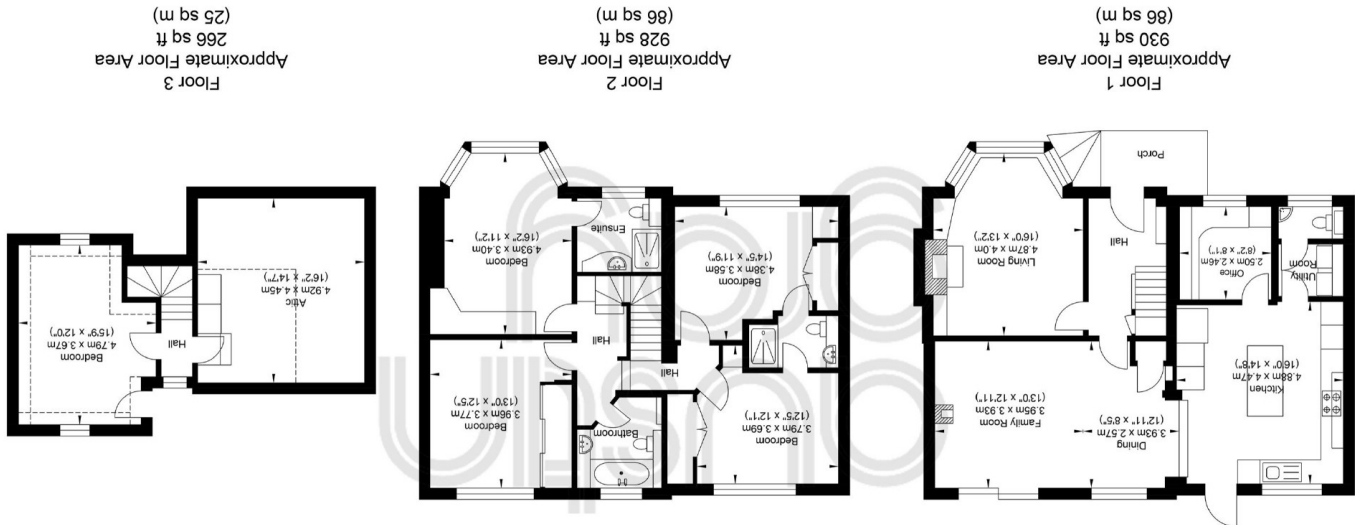 Floor 1
Approximate Floor Area
930 sq ft
(86 sq m)
Porch
Hall
Living Room
4.87m x 4.0m
(16'0" x 13'2")
Office
2.50m x 2.46m
(8'2" x 8'1")
Utility
Room
Kitchen
4.88m x 4.47m
(16'0" x 14'8")
Dining
3.93m x 2.57m
(12'11" x 8'5")
Family Room
3.95m x 3.93m
(13'0" x 12'11")
Floor 2
Approximate Floor Area
928 sq ft
(86 sq m)
Bedroom
4.38m x 3.58m
(14'5" x 11'9")
Ensuite
Bedroom
4.93m x 3.40m
(16'2" x 11'2")
Hall
Hall
Bedroom
3.79m x 3.69m
(12'5" x 12'1")
Bathroom
Bedroom
3.96m x 3.77m
(13'0" x 12'5")
Floor 3
Approximate Floor Area
266 sq ft
(25 sq m)
Attic
4.92m x 4.45m
(16'2" x 14'7")
Hall
Bedroom
4.79m x 3.67m
(15'9" x 12'0")